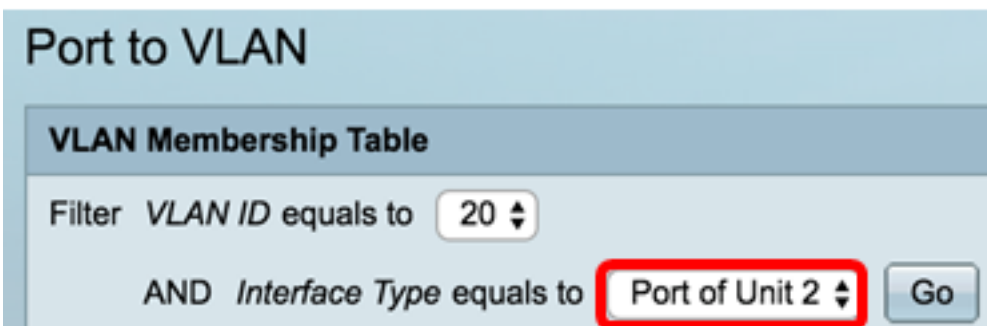 Port to VLAN
VLAN Membership Table
Filter VLAN ID equals to 20
AND Interface Type equals to Port of Unit 2 Go